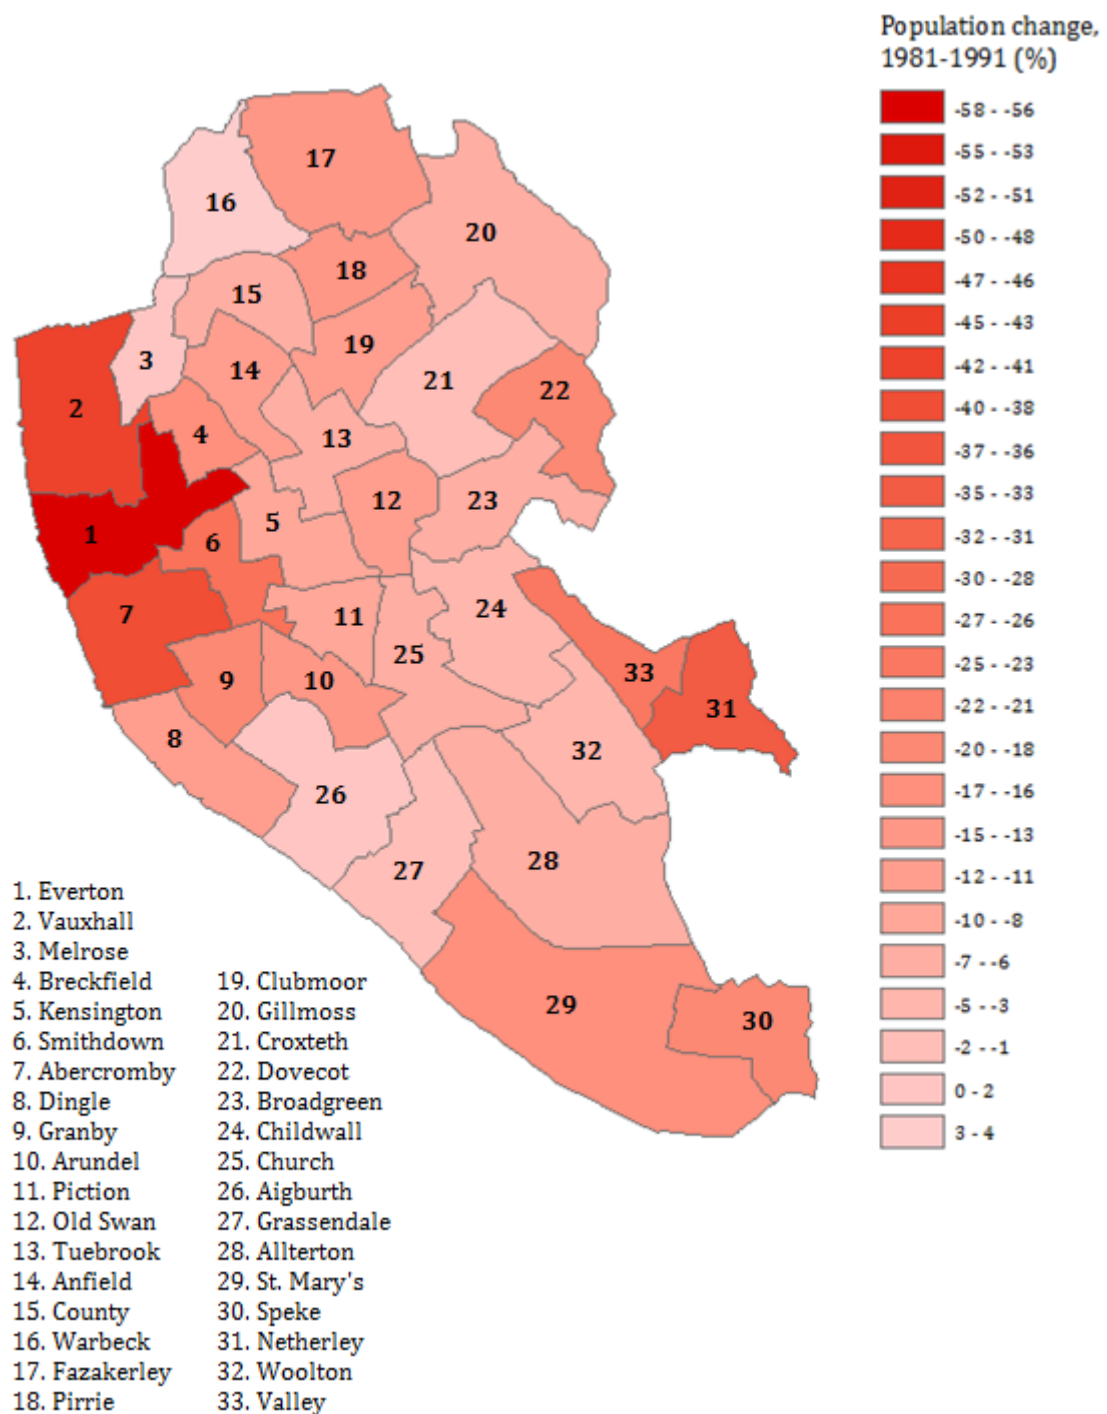 Population change,
1981-1991 (%)
-58 - -56
-55 - -53
-52 - -51
-50 - -48
-47 - -46
-45 - -43
-42 - -41
-40 - -38
-37 - -36
-35 - -33
-32 - -31
-30 - -28
-27 - -26
-25 - -23
-22 - -21
-20 - -18
-17 - -16
-15 - -13
-12 - -11
-10 - -8
-7 - -6
-5 - -3
-2 - -1
0 - 2
3 - 4
17
16
20
18
15
19
3
14
21
22
2
4
13
12
23
5
1
6
24
7
11
25
33
9
10
31
8
32
26
28
27
29
30
1. Everton
2. Vauxhall
3. Melrose
4. Breckfield
5. Kensington
6. Smithdown
7. Abercromby
8. Dingle
9. Granby
10. Arundel
11. Piction
12. Old Swan
13. Tuebrook
14. Anfield
15. County
16. Warbeck
17. Fazakerley
18. Pirrie
19. Clubmoor
20. Gillmoss
21. Croxteth
22. Dovecot
23. Broadgreen
24. Childwall
25. Church
26. Aigburth
27. Grassendale
28. Allterton
29. St. Mary's
30. Speke
31. Netherley
32. Woolton
33. Valley